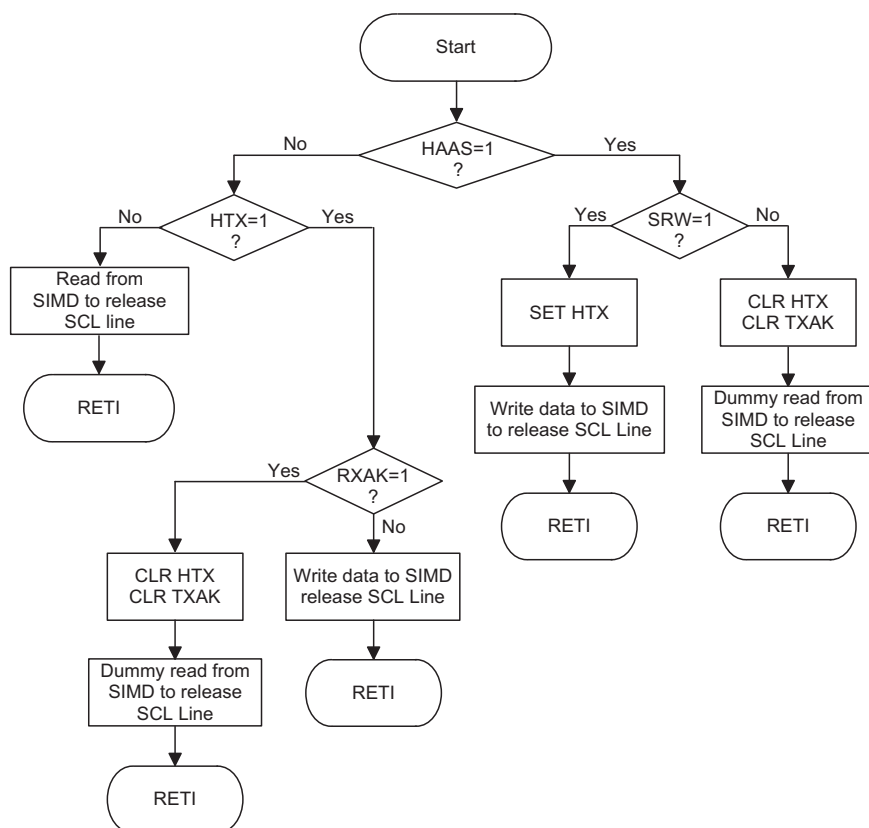 Start
HAAS=1
?
No
Yes
HTX=1
?
No
Yes
SRW=1
?
Yes
No
Read from
SIMD to release
SCL line
RETI
SET HTX
Write data to SIMD
to release SCL Line
RETI
CLR HTX
CLR TXAK
Dummy read from
SIMD to release
SCL Line
RETI
RXAK=1
?
Yes
No
CLR HTX
CLR TXAK
Dummy read from
SIMD to release
SCL Line
RETI
Write data to SIMD
release SCL Line
RETI